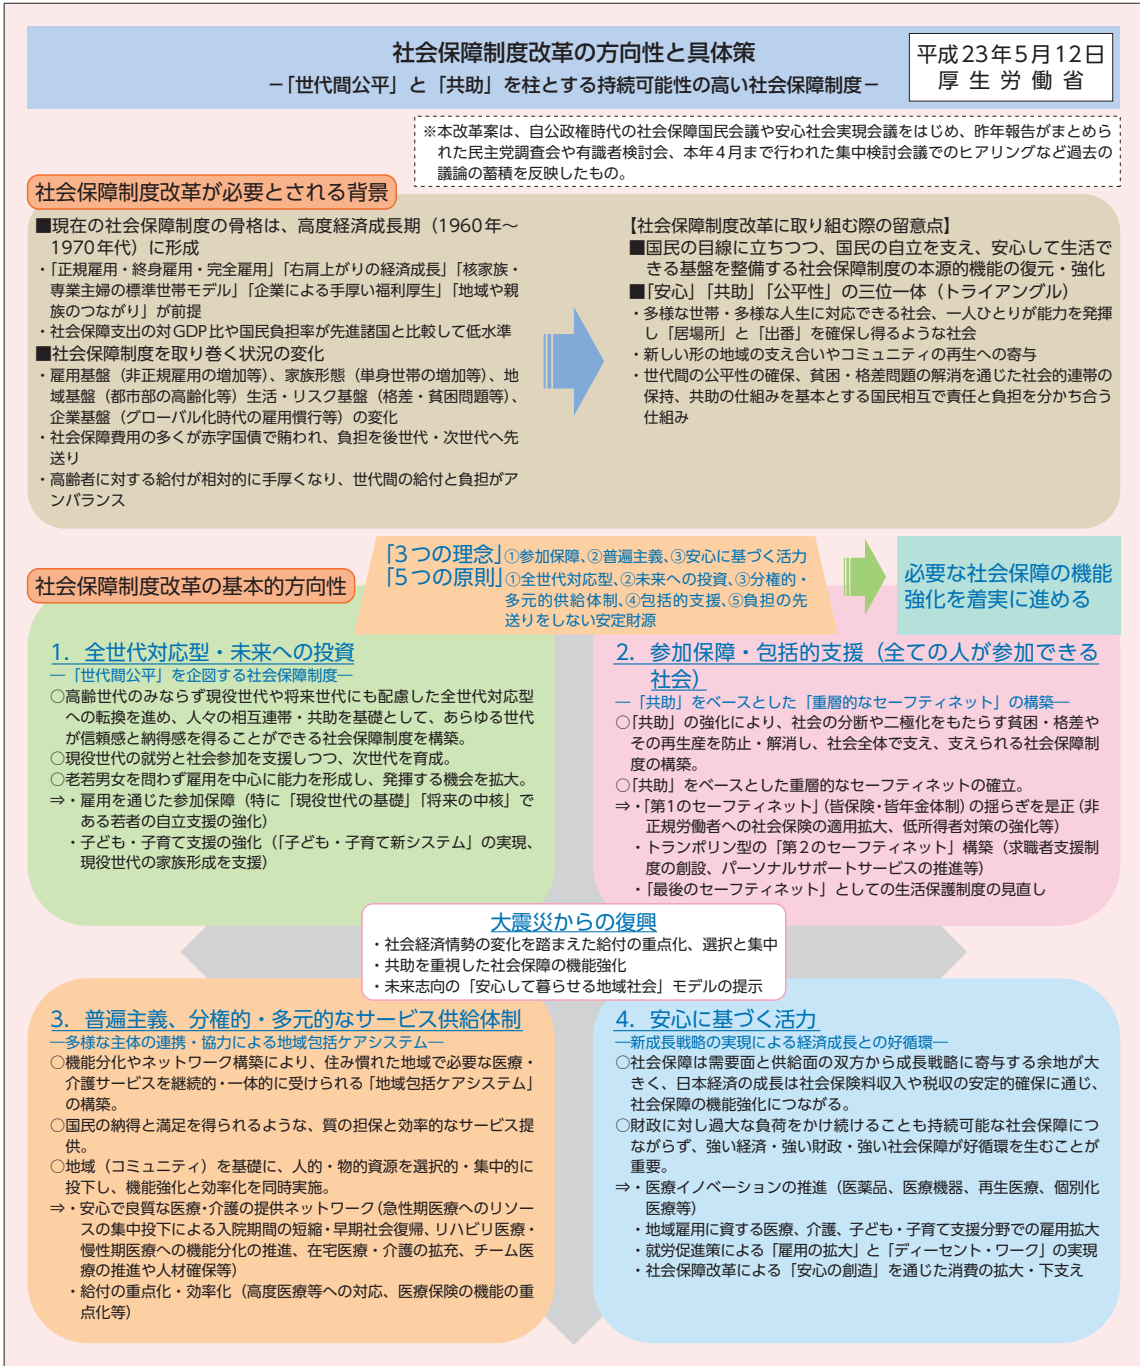 社会保障制度改革の方向性と具体策
－「世代間公平」と「共助」を柱とする持続可能性の高い社会保障制度－
平成23年5月12日
厚生労働省
※本改革案は、自公政権時代の社会保障国民会議や安心社会実現会議をはじめ、昨年報告がまとめら
れた民主党調査会や有識者検討会、本年4月まで行われた集中検討会議でのヒアリングなど過去の
議論の蓄積を反映したもの。
社会保障制度改革が必要とされる背景
■現在の社会保障制度の骨格は、高度経済成長期（1960年～
1970年代）に形成
・「正規雇用・終身雇用・完全雇用」「右肩上がりの経済成長」「核家族・
専業主婦の標準世帯モデル」「企業による手厚い福利厚生」「地域や親
族のつながり」が前提
・社会保障支出の対GDP比や国民負担率が先進諸国と比較して低水準
■社会保障制度を取り巻く状況の変化
・雇用基盤（非正規雇用の増加等）、家族形態（単身世帯の増加等）、地
域基盤（都市部の高齢化等）生活・リスク基盤（格差・貧困問題等）、
企業基盤（グローバル化時代の雇用慣行等）の変化
・社会保障費用の多くが赤字国債で賄われ、負担を後世代・次世代へ先
送り
・高齢者に対する給付が相対的に手厚くなり、世代間の給付と負担がア
ンバランス
【社会保障制度改革に取り組む際の留意点】
■国民の目線に立ちつつ、国民の自立を支え、安心して生活で
きる基盤を整備する社会保障制度の本源的機能の復元・強化
■「安心」「共助」「公平性」の三位一体（トライアングル）
・多様な世帯・多様な人生に対応できる社会、一人ひとりが能力を発揮
し「居場所」と「出番」を確保し得るような社会
・新しい形の地域の支え合いやコミュニティの再生への寄与
・世代間の公平性の確保、貧困・格差問題の解消を通じた社会的連帯の
保持、共助の仕組みを基本とする国民相互で責任と負担を分かち合う
仕組み
社会保障制度改革の基本的方向性
「3つの理念」①参加保障、②普遍主義、③安心に基づく活力
「5つの原則」①全世代対応型、②未来への投資、③分権的・
多元的供給体制、④包括的支援、⑤負担の先
送りをしない安定財源
必要な社会保障の機能
強化を着実に進める
1．全世代対応型・未来への投資
―「世代間公平」を企図する社会保障制度―
○高齢世代のみならず現役世代や将来世代にも配慮した全世代対応型
への転換を進め、人々の相互連帯・共助を基礎として、あらゆる世代
が信頼感と納得感を得ることができる社会保障制度を構築。
○現役世代の就労と社会参加を支援しつつ、次世代を育成。
○老若男女を問わず雇用を中心に能力を形成し、発揮する機会を拡大。
⇒・雇用を通じた参加保障（特に「現役世代の基礎」「将来の中核」で
ある若者の自立支援の強化）
・子ども・子育て支援の強化（「子ども・子育て新システム」の実現、
現役世代の家族形成を支援）
2．参加保障・包括的支援（全ての人が参加できる
社会）
―「共助」をベースとした「重層的なセーフティネット」の構築―
○「共助」の強化により、社会の分断や二極化をもたらす貧困・格差や
その再生産を防止・解消し、社会全体で支え、支えられる社会保障制
度の構築。
○「共助」をベースとした重層的なセーフティネットの確立。
⇒・「第1のセーフティネット」（皆保険・皆年金体制）の揺らぎを是正（非
正規労働者への社会保険の適用拡大、低所得者対策の強化等）
・トランポリン型の「第2のセーフティネット」構築（求職者支援制
度の創設、パーソナルサポートサービスの推進等）
・「最後のセーフティネット」としての生活保護制度の見直し
大震災からの復興
・社会経済情勢の変化を踏まえた給付の重点化、選択と集中
・共助を重視した社会保障の機能強化
・未来志向の「安心して暮らせる地域社会」モデルの提示
3．普遍主義、分権的・多元的なサービス供給体制
―多様な主体の連携・協力による地域包括ケアシステム―
○機能分化やネットワーク構築により、住み慣れた地域で必要な医療・
介護サービスを継続的・一体的に受けられる「地域包括ケアシステム」
の構築。
○国民の納得と満足を得られるような、質の担保と効率的なサービス提
供。
○地域（コミュニティ）を基礎に、人的・物的資源を選択的・集中的に
投下し、機能強化と効率化を同時実施。
⇒・安心で良質な医療・介護の提供ネットワーク（急性期医療へのリソー
スの集中投下による入院期間の短縮・早期社会復帰、リハビリ医療・
慢性期医療への機能分化の推進、在宅医療・介護の拡充、チーム医
療の推進や人材確保等）
・給付の重点化・効率化（高度医療等への対応、医療保険の機能の重
点化等）
4．安心に基づく活力
―新成長戦略の実現による経済成長との好循環―
○社会保障は需要面と供給面の双方から成長戦略に寄与する余地が大
きく、日本経済の成長は社会保険料収入や税収の安定的確保に通じ、
社会保障の機能強化につながる。
○財政に対し過大な負荷をかけ続けることも持続可能な社会保障につ
ながらず、強い経済・強い財政・強い社会保障が好循環を生むことが
重要。
⇒・医療イノベーションの推進（医薬品、医療機器、再生医療、個別化
医療等）
・地域雇用に資する医療、介護、子ども・子育て支援分野での雇用拡大
・就労促進策による「雇用の拡大」と「ディーセント・ワーク」の実現
・社会保障改革による「安心の創造」を通じた消費の拡大・下支え